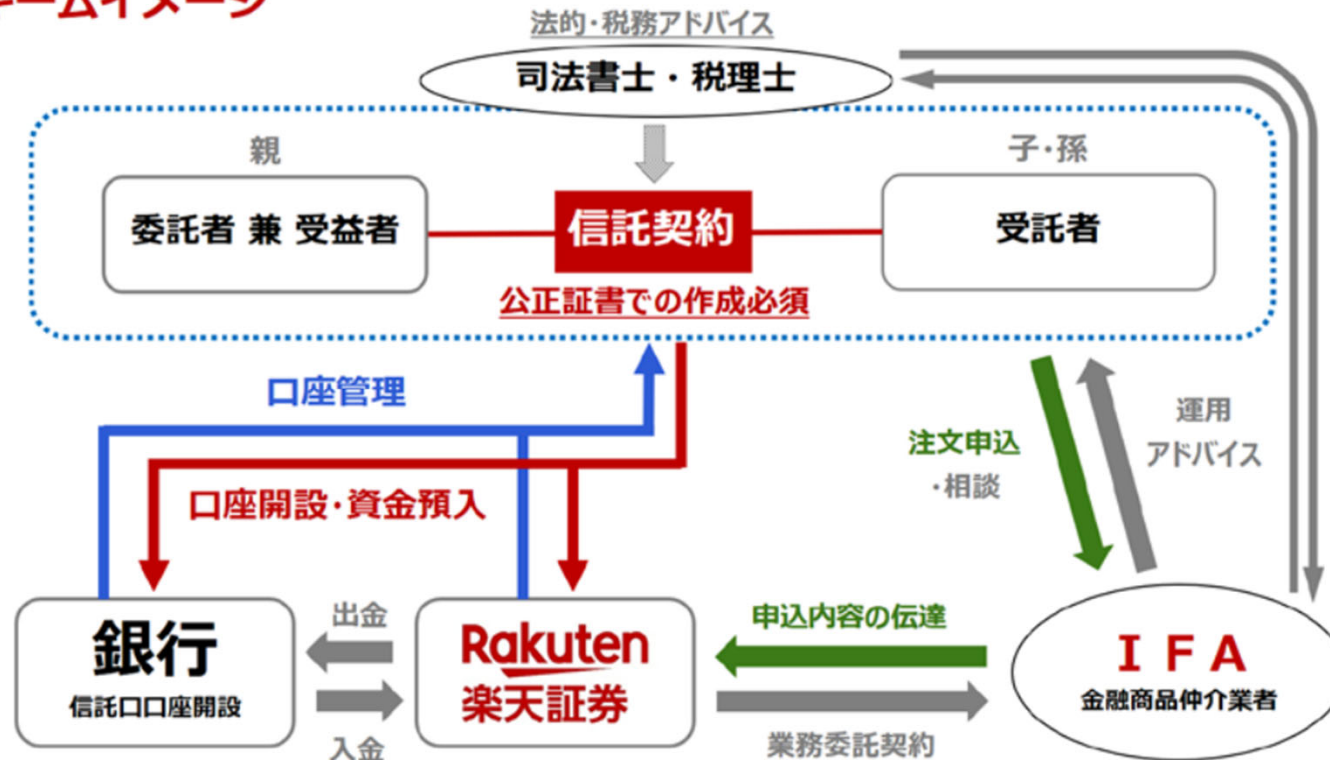 法的・税務アドバイス
司法書士・税理士
親
子・孫
委託者 兼 受益者
信託契約
受託者
公正証書での作成必須
口座管理
口座開設・資金預入
注文申込
・相談
運用
アドバイス
銀行
信託口口座開設
出金
入金
Rakuten
楽天証券
申込内容の伝達
業務委託契約
IFA
金融商品仲介業者